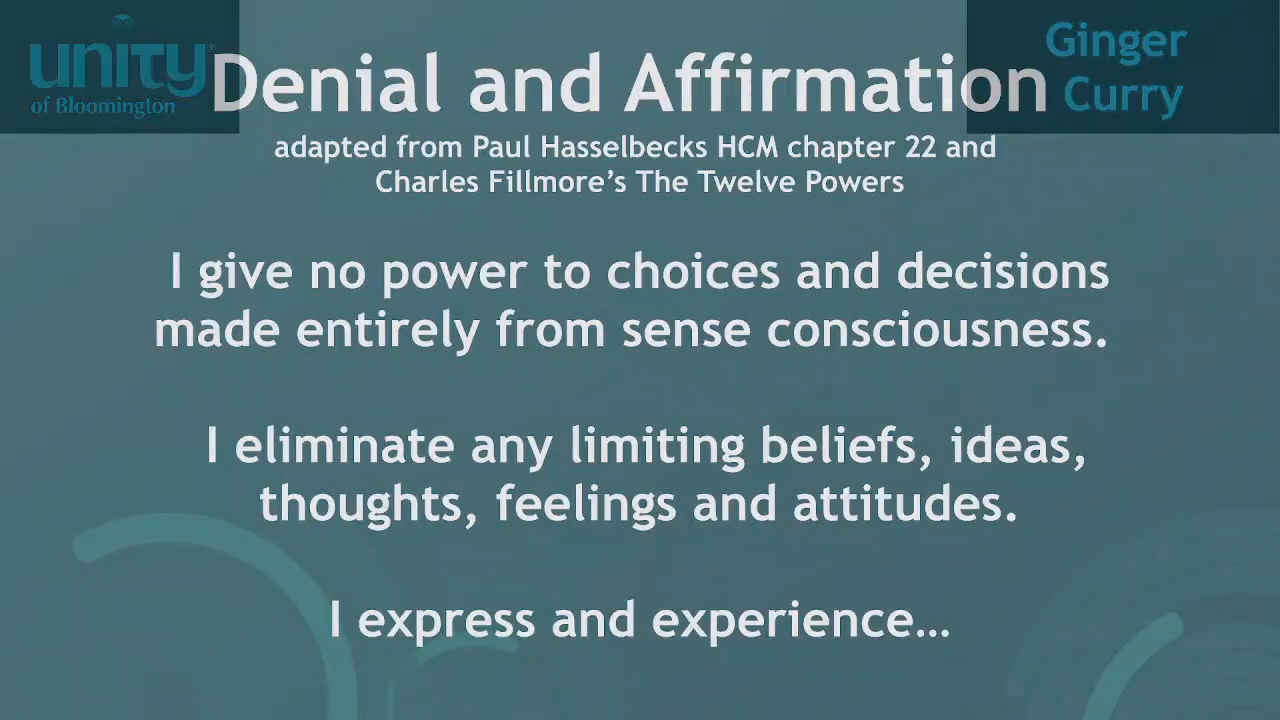 unity®
of Bloomington
Ginger
Curry
Denial and Affirmation
adapted from Paul Hasselbecks HCM chapter 22 and
Charles Fillmore’s The Twelve Powers
I give no power to choices and decisions
made entirely from sense consciousness.
I eliminate any limiting beliefs, ideas,
thoughts, feelings and attitudes.
I express and experience…